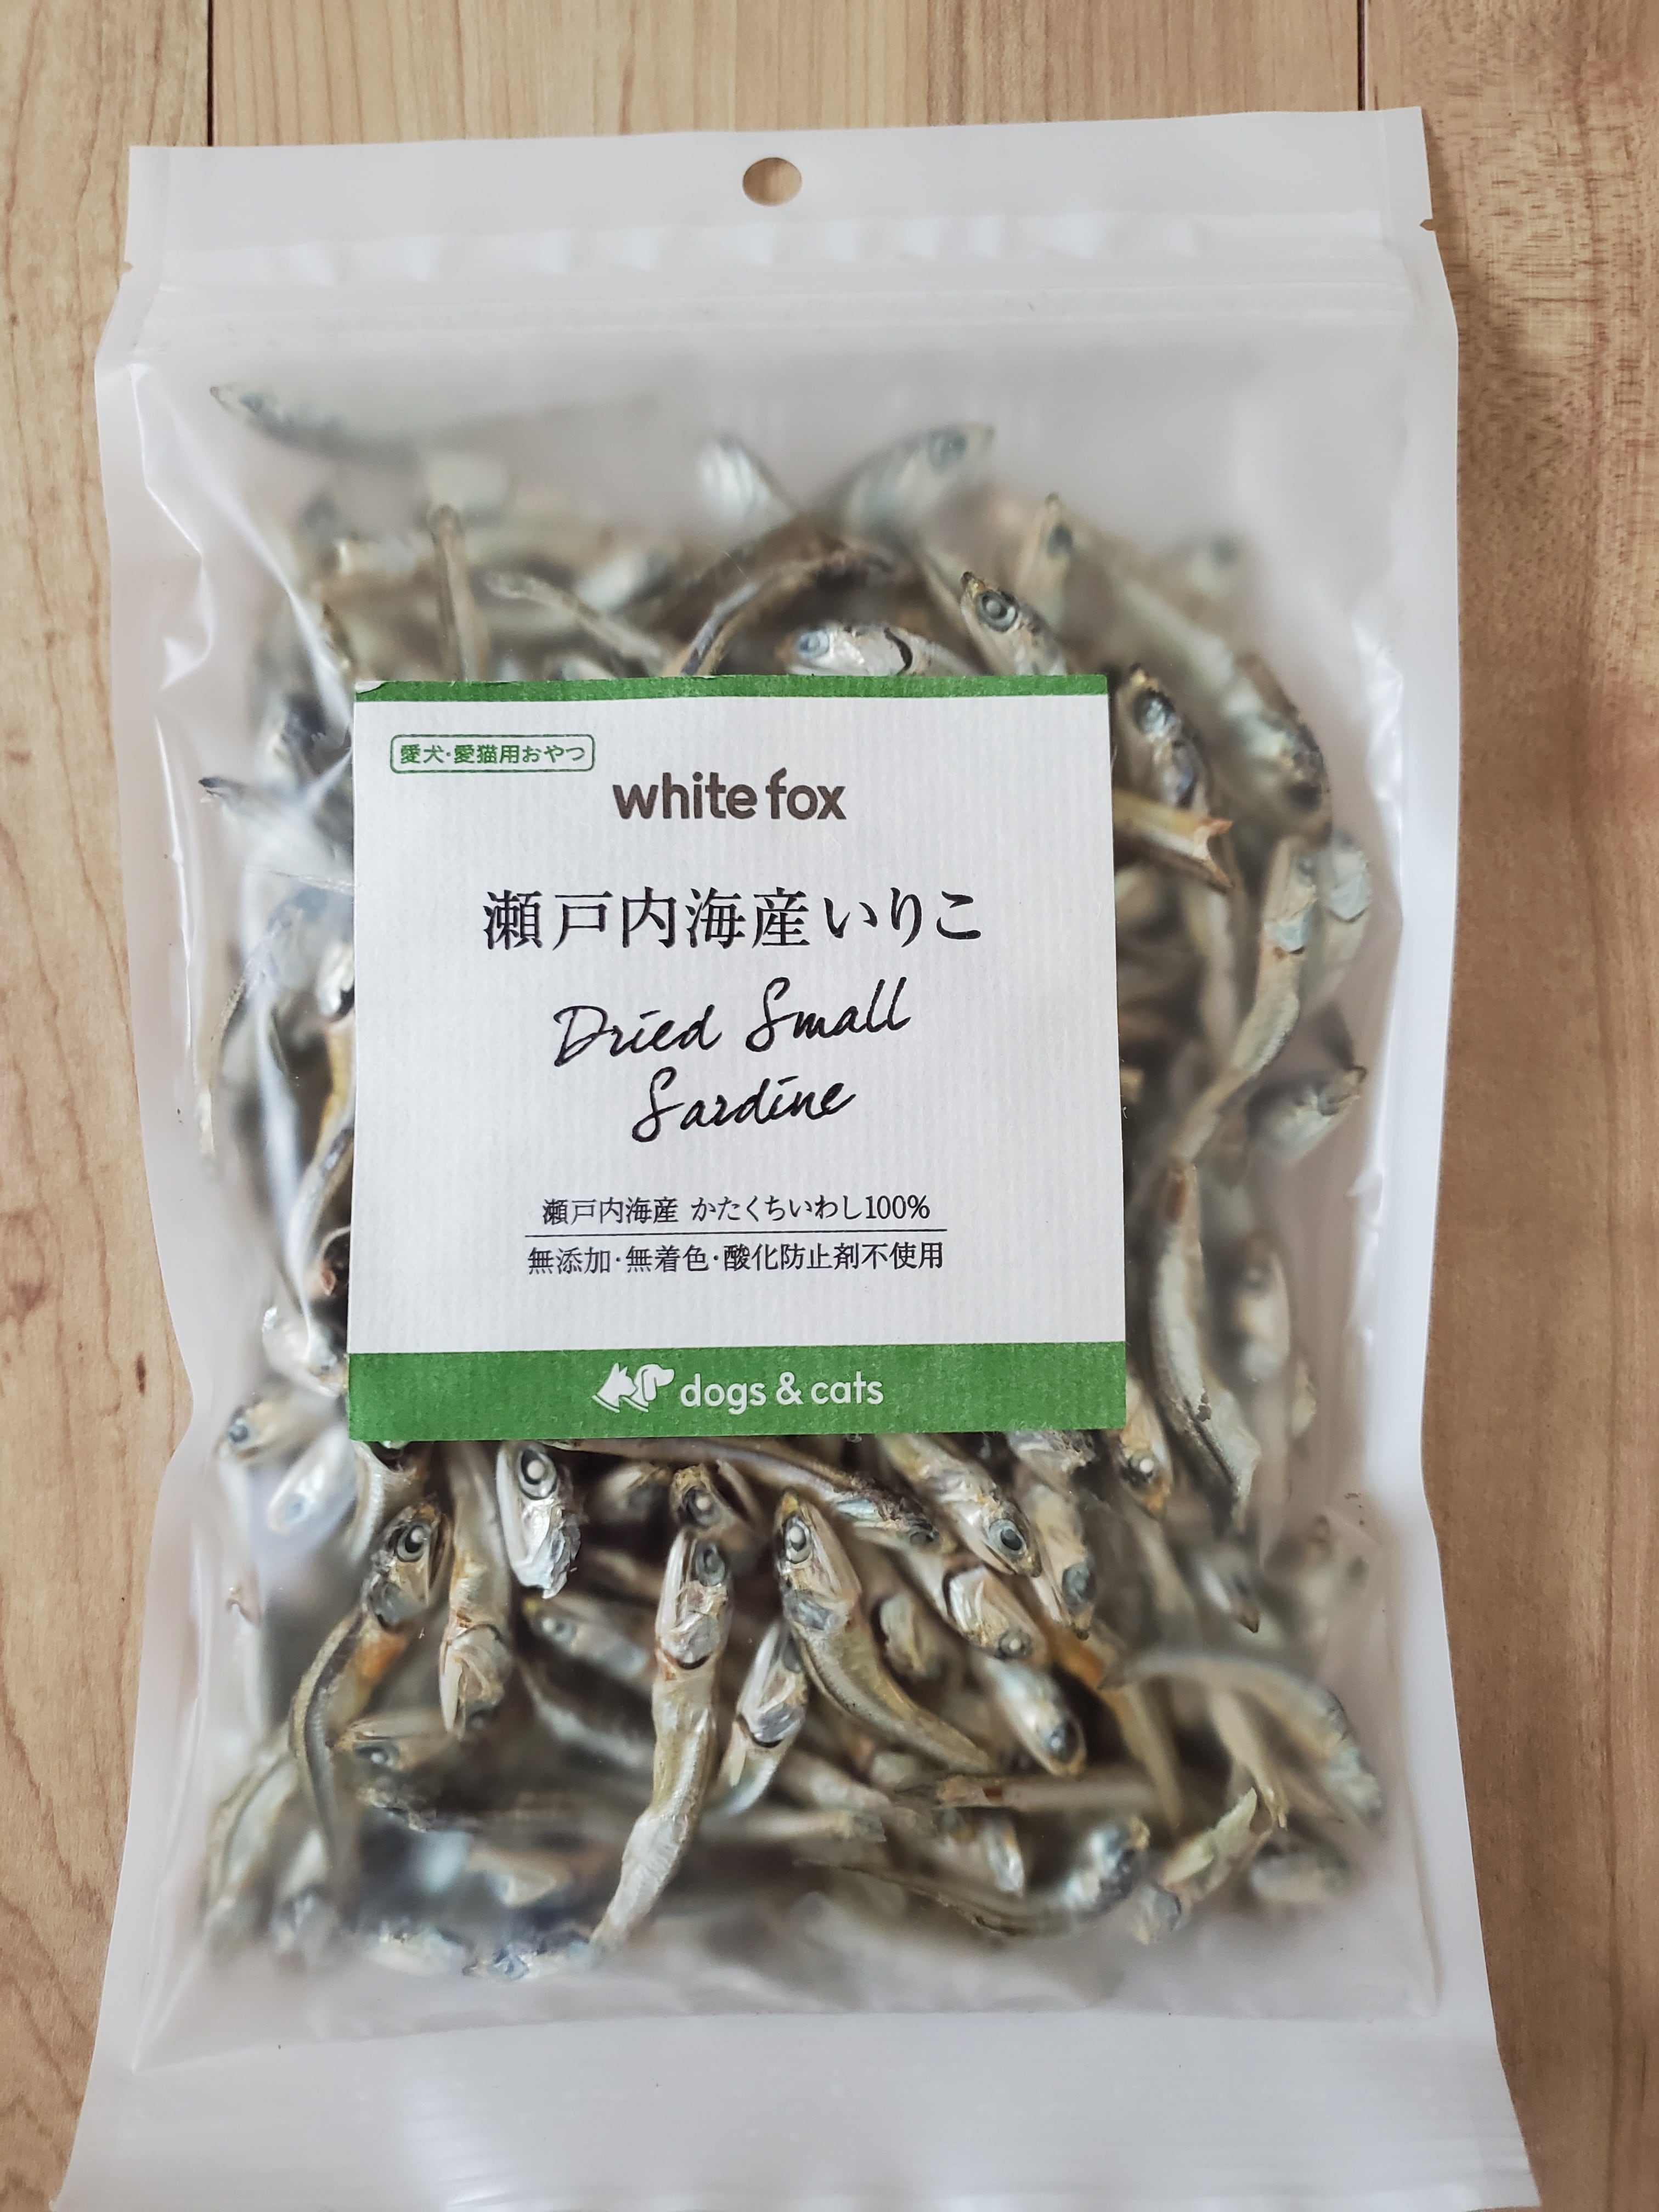 愛犬・愛猫用おやつ
white fox
瀬戸内海産いりこ
Dried Small
Sardine
瀬戸内海産 かたくちいわし100%
無添加・無着色・酸化防止剤不使用
dogs & cats